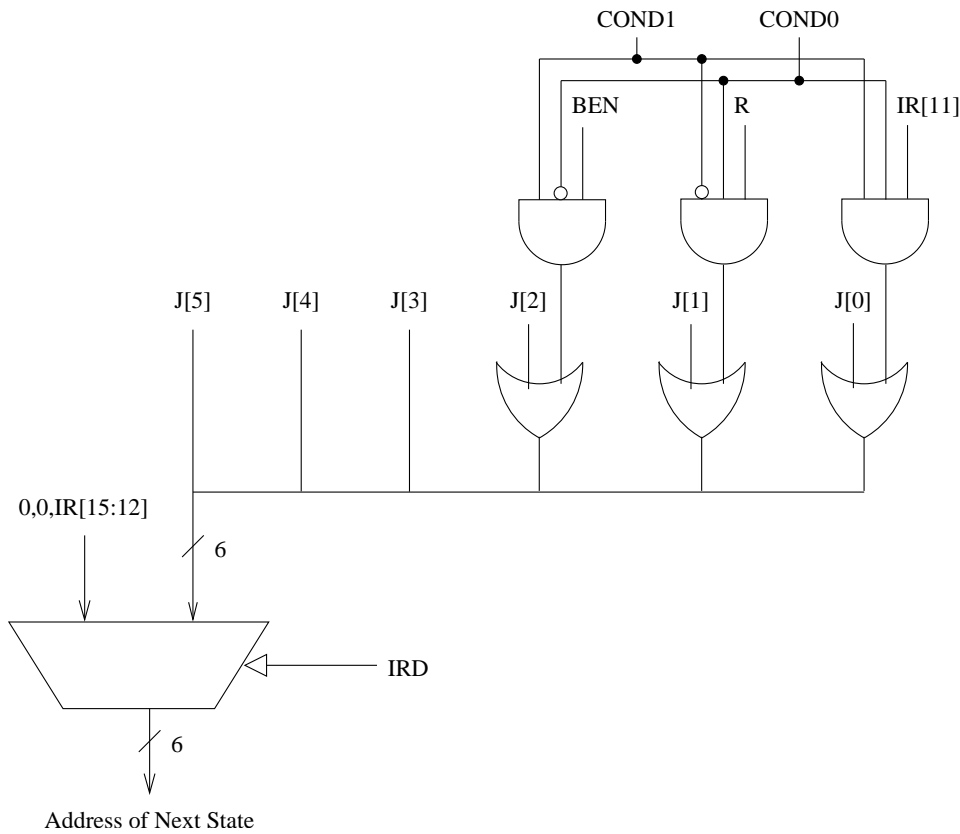 COND1
COND0
BEN
R
IR[11]
J[5]
J[4]
J[3]
J[2]
J[1]
J[0]
0,0,IR[15:12]
6
IRD
6
Address of Next State